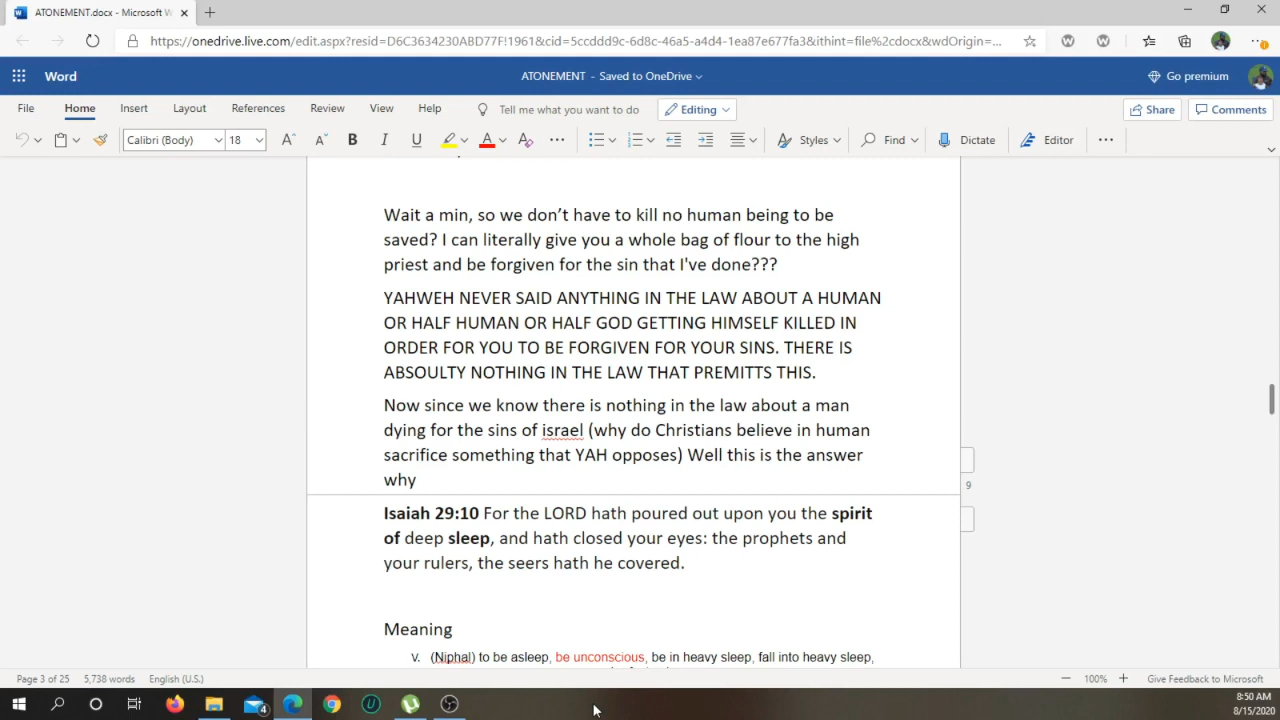 ATONEMENT.docx - Microsoft W
https://onedrive.live.com/edit.aspx?resid=D6C3634230ABD77F!1961&cid=5ccddd9c-6d8c-46a5-a4d4-1ea87e677fa3&ithint=file%2cdocx&wdOrigin=...
Word
ATONEMENT - Saved to OneDrive
Go premium
File Home Insert Layout References Review View Help Tell me what you want to do Editing Share Comments
Calibri (Body) 18 B I U A Styles Find Dictate Editor
Wait a min, so we don’t have to kill no human being to be
saved? I can literally give you a whole bag of flour to the high
priest and be forgiven for the sin that I've done???
YAHWEH NEVER SAID ANYTHING IN THE LAW ABOUT A HUMAN
OR HALF HUMAN OR HALF GOD GETTING HIMSELF KILLED IN
ORDER FOR YOU TO BE FORGIVEN FOR YOUR SINS. THERE IS
ABSOULTY NOTHING IN THE LAW THAT PREMITTS THIS.
Now since we know there is nothing in the law about a man
dying for the sins of israel (why do Christians believe in human
sacrifice something that YAH opposes) Well this is the answer
why
9
Isaiah 29:10 For the LORD hath poured out upon you the spirit
of deep sleep, and hath closed your eyes: the prophets and
your rulers, the seers hath he covered.
Meaning
v. (Niphal) to be asleep, be unconscious, be in heavy sleep, fall into heavy sleep,
Page 3 of 25 5,738 words English (U.S.) 100% Give Feedback to Microsoft
4
8:50 AM
8/15/2020